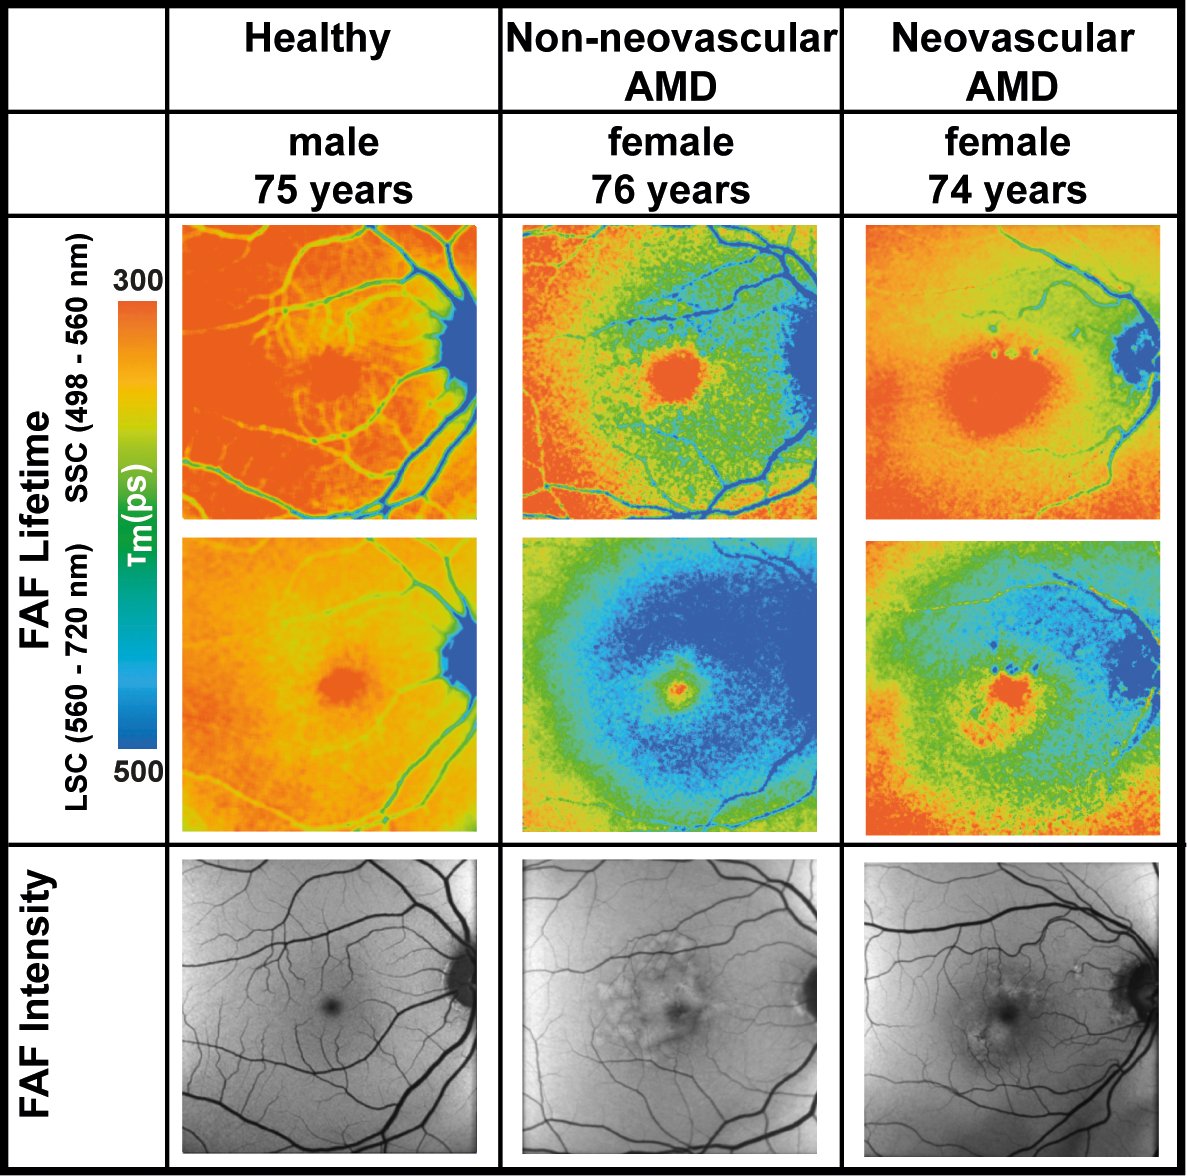 Healthy
Non-neovascular
AMD
Neovascular
AMD
male
75 years
female
76 years
female
74 years
FAF Lifetime
SSC (498 - 560 nm)
LSC (560 - 720 nm)
300
τm(ps)
500
FAF Intensity